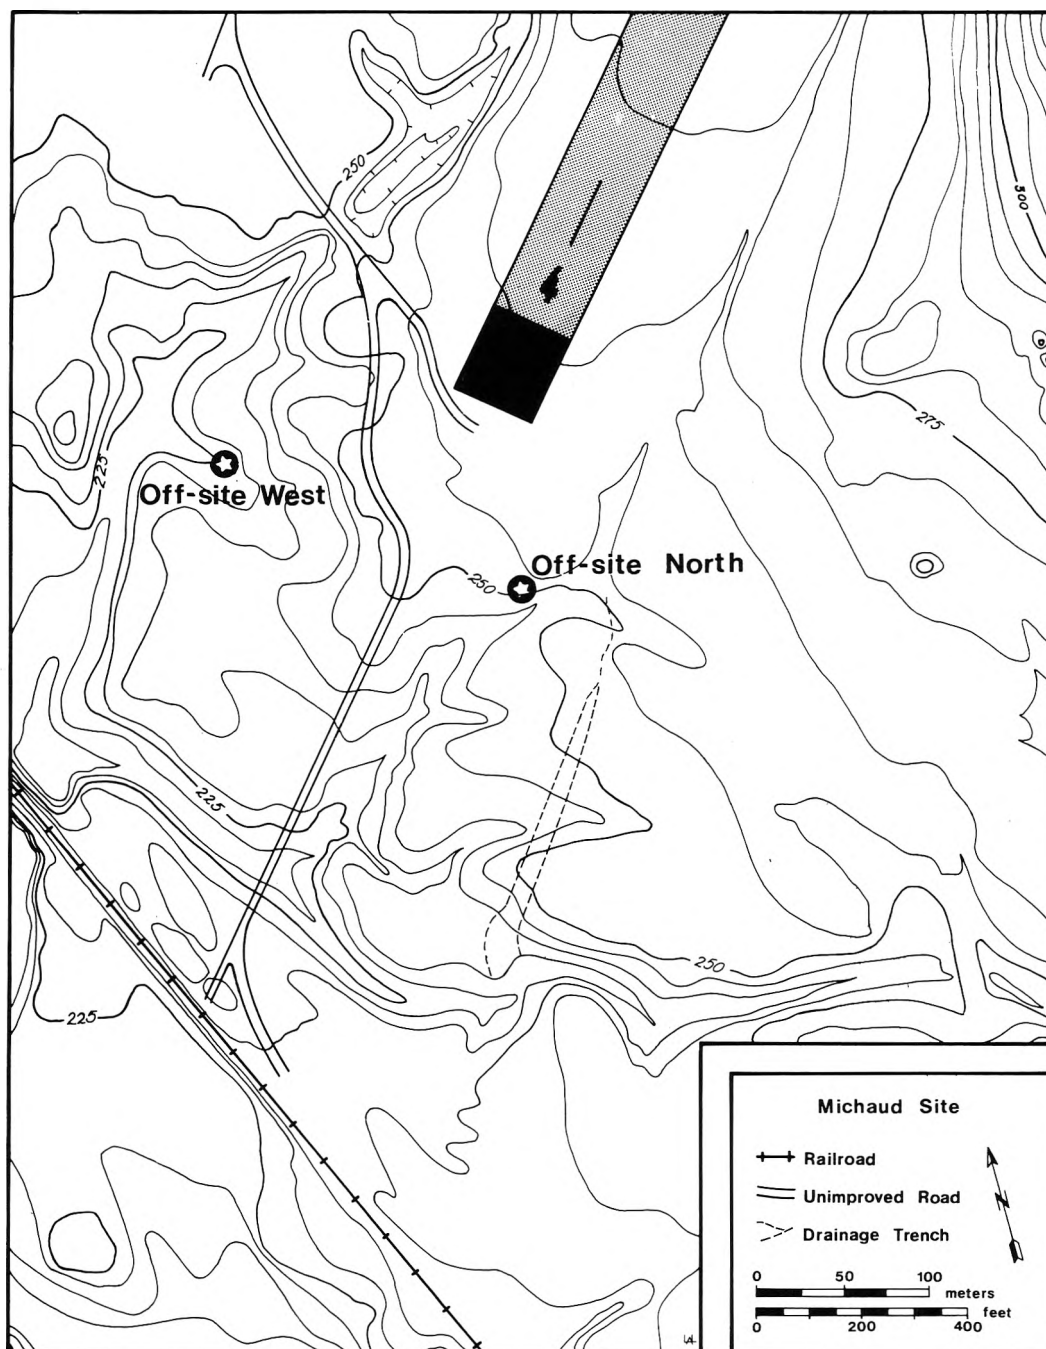 250
300
275
225
Off-site West
Off-site North
250
225
250
225
Michaud Site
N
Railroad
Unimproved Road
Drainage Trench
0 50 100
meters
feet
0 200 400